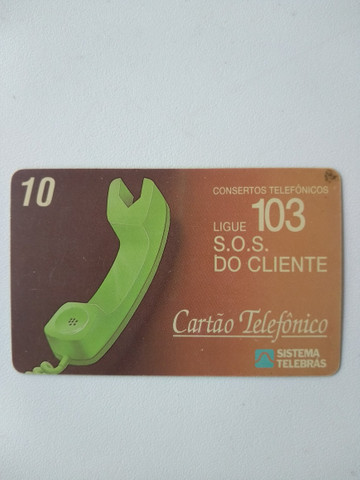 10
CONSERTOS TELEFÔNICOS
LIGUE 103
S.O.S.
DO CLIENTE
Cartão Telefônico
SISTEMA
TELEBRÁS